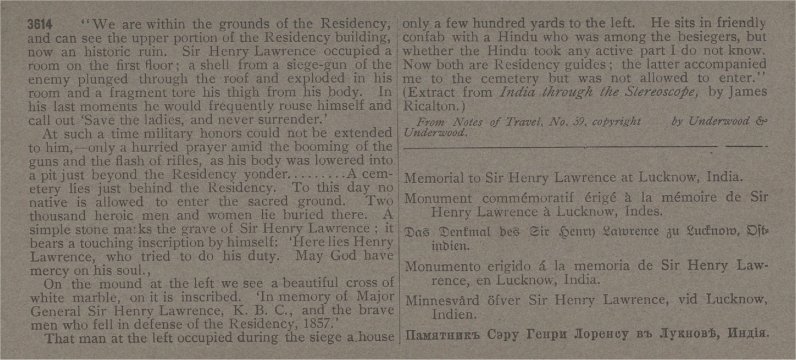 3614 "We are within the grounds of the Residency,
and can see the upper portion of the Residency building,
now an historic ruin. Sir Henry Lawrence occupied a
room on the first floor; a shell from a siege-gun of the
enemy plunged through the roof and exploded in his
room and a fragment tore his thigh from his body. In
his last moments he would frequently rouse himself and
call out 'Save the ladies, and never surrender.'
At such a time military honors could not be extended
to him,—only a hurried prayer amid the booming of the
guns and the flash of rifles, as his body was lowered into
a pit just beyond the Residency yonder.........A cem-
etery lies just behind the Residency. To this day no
native is allowed to enter the sacred ground. Two
thousand heroic men and women lie buried there. A
simple stone marks the grave of Sir Henry Lawrence; it
bears a touching inscription by himself: 'Here lies Henry
Lawrence, who tried to do his duty. May God have
mercy on his soul.,
On the mound at the left we see a beautiful cross of
white marble, on it is inscribed. 'In memory of Major
General Sir Henry Lawrence, K. B. C., and the brave
men who fell in defense of the Residency, 1857.'
That man at the left occupied during the siege a house
only a few hundred yards to the left. He sits in friendly
confab with a Hindu who was among the besiegers, but
whether the Hindu took any active part I do not know.
Now both are Residency guides; the latter accompanied
me to the cemetery but was not allowed to enter."
(Extract from India through the Stereoscope, by James
Ricalton.)
From Notes of Travel, No. 59, copyright by Underwood &
Underwood.
Memorial to Sir Henry Lawrence at Lucknow, India.
Monument commémoratif érigé à la mémoire de Sir
Henry Lawrence à Lucknow, Indes.
Das Denkmal des Sir Henry Lawrence zu Lucknow, Ost-
indien.
Monumento erigido á la memoria de Sir Henry Law-
rence, en Lucknow, India.
Minnesvård öfver Sir Henry Lawrence, vid Lucknow,
Indien.
Памятникъ Сэру Генри Лоренсу въ Лукновѣ, Индія.